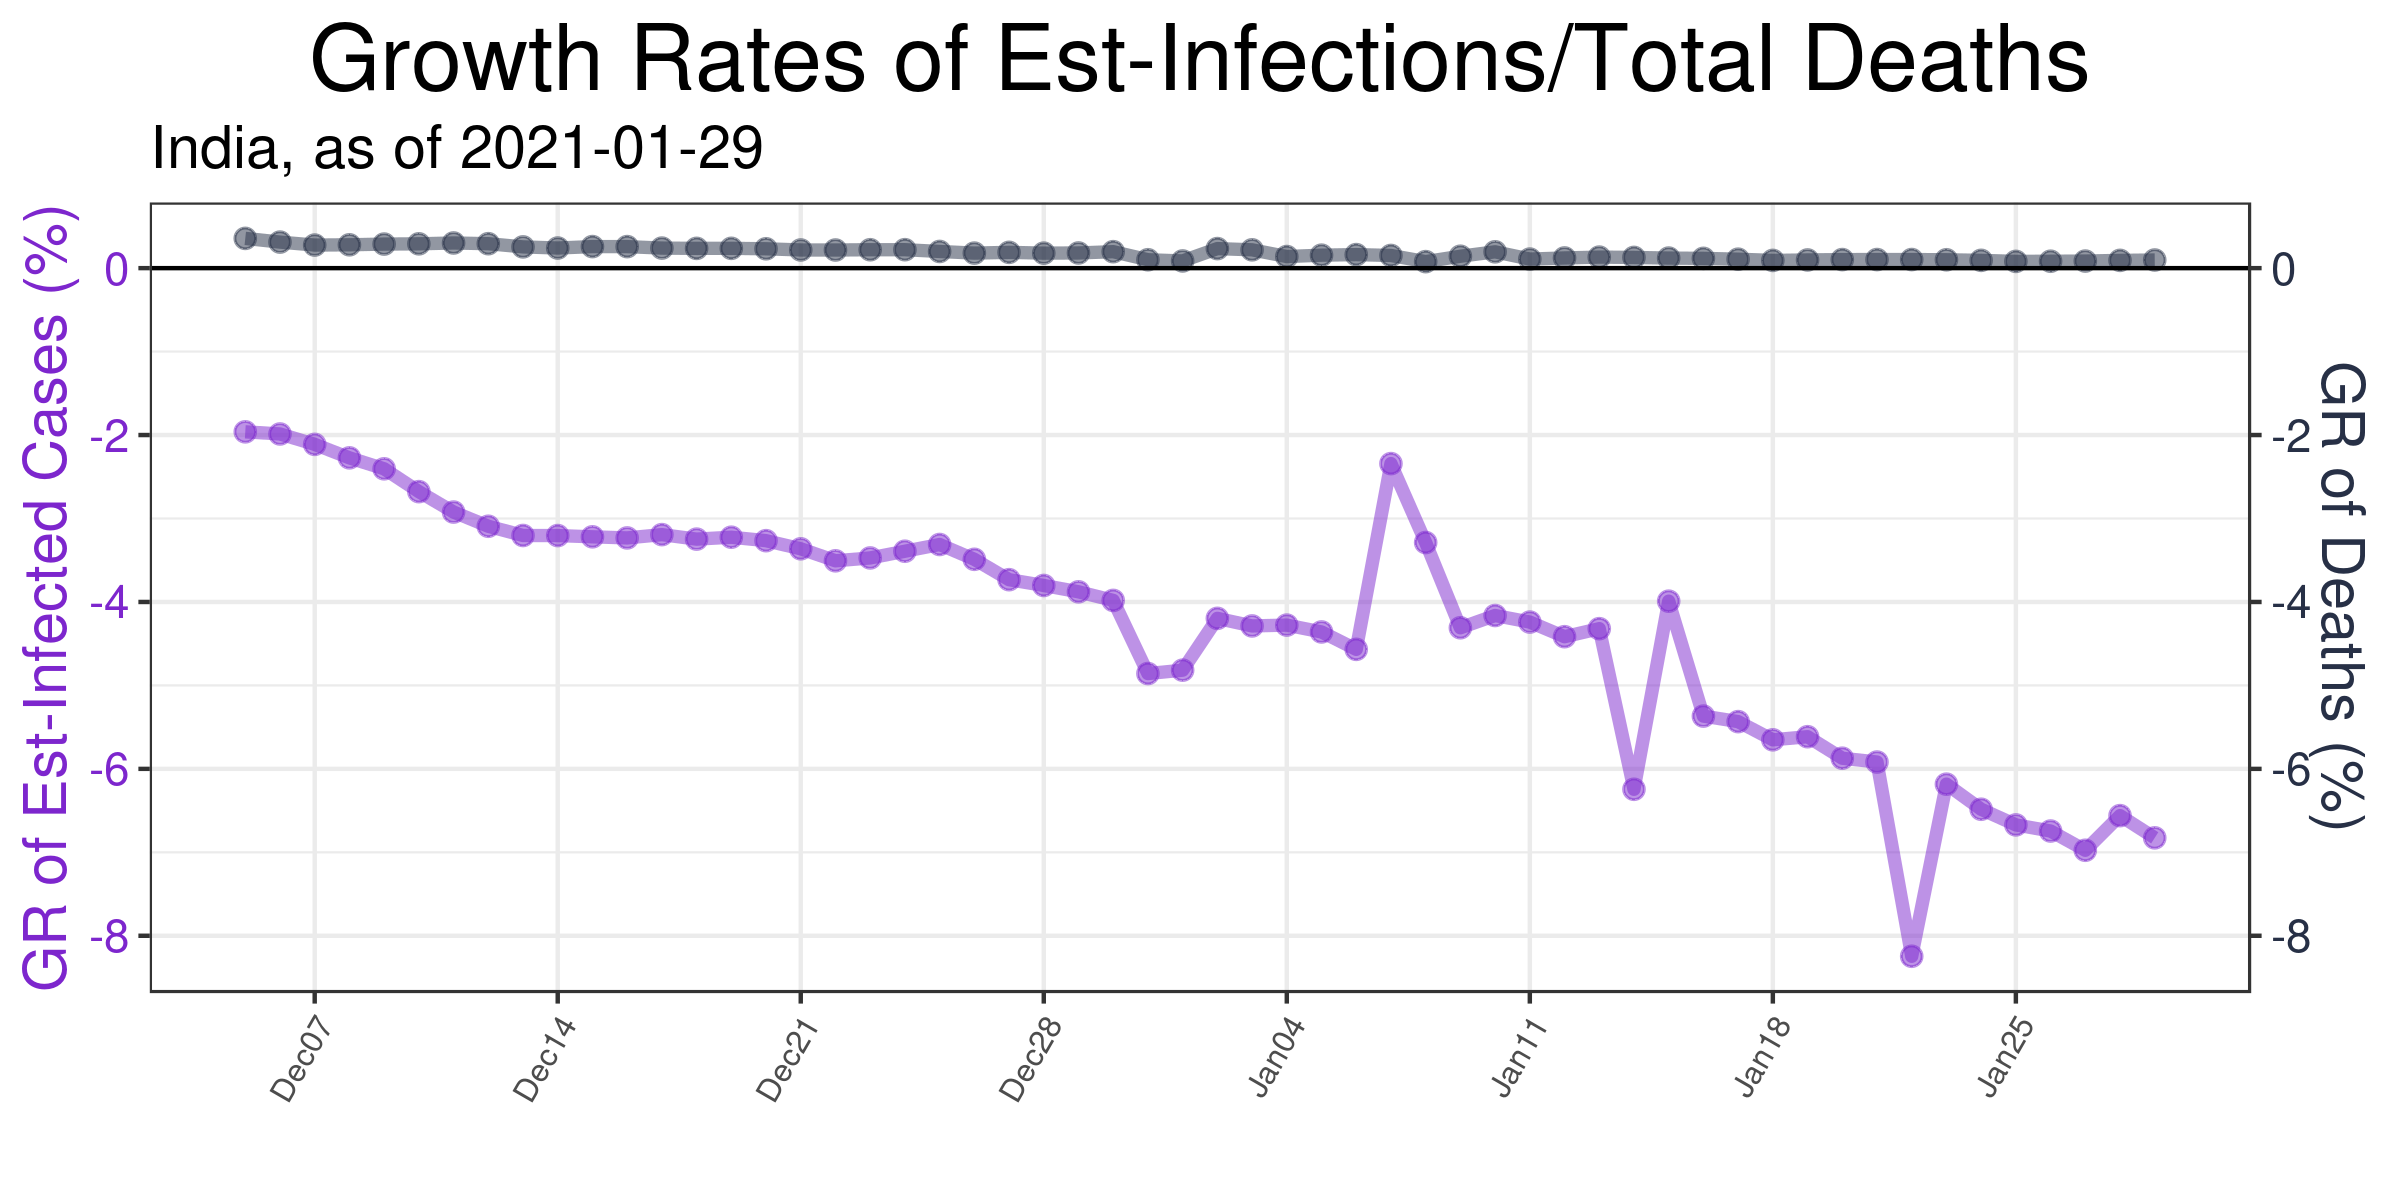 Growth Rates of Est-Infections/Total Deaths
India, as of 2021-01-29
GR of Est-Infected Cases (%)
0
-2
-4
-6
-8
0
-2
-4
-6
-8
GR of Deaths (%)
Dec07
Dec14
Dec21
Dec28
Jan04
Jan11
Jan18
Jan25